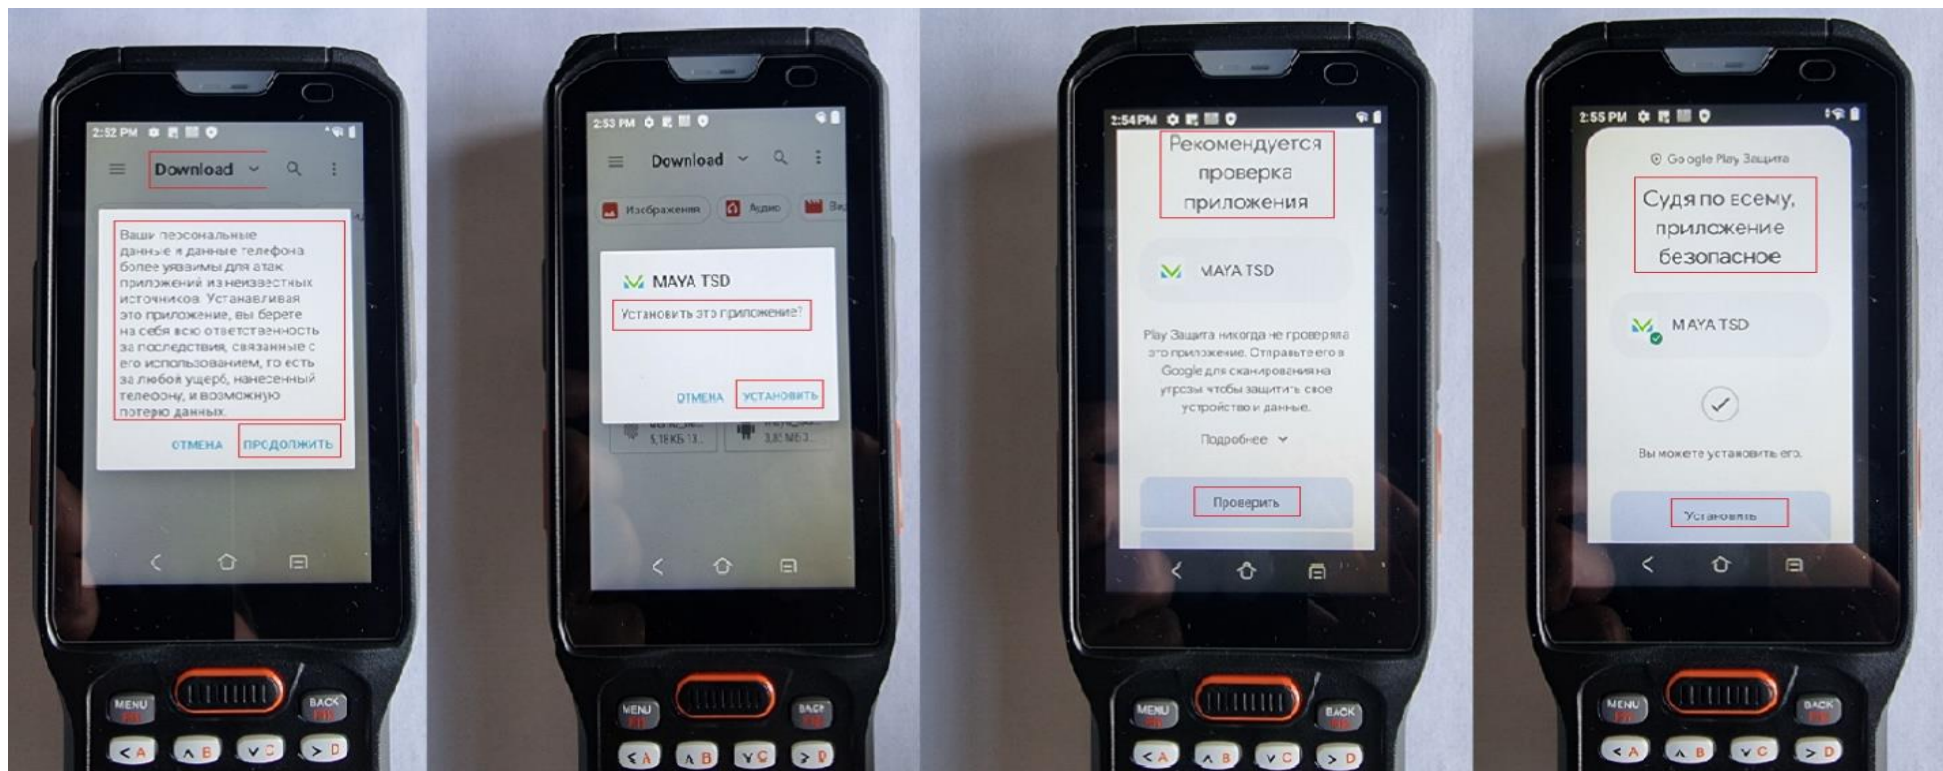 2:52 PM
Download
Ваши персональные
данные и данные телефона
более уязвимы для атак
приложений из неизвестных
источников. Устанавливая
это приложение, вы берете
на себя всю ответственность
за последствия, связанные с
его использованием, то есть
за любой ущерб, нанесенный
телефону, и возможную
потерю данных.
ОТМЕНА ПРОДОЛЖИТЬ
MENU BACK
< A ʌ B v C > D
2:53 PM
Download
Изображения Аудио
MAYA TSD
Установить это приложение?
ОТМЕНА УСТАНОВИТЬ
MENU BACK
< A ʌ B v C > D
2:54 PM
Рекомендуется
проверка
приложения
MAYA TSD
Play Защита никогда не проверяла
это приложение. Отправьте его в
Google для сканирования на
угрозы чтобы защитить свое
устройство и данные.
Подробнее
Проверить
MENU BACK
< A ʌ B v C > D
2:55 PM
Google Play Защита
Судя по всему,
приложение
безопасное
MAYA TSD
Вы можете установить его.
Установить
MENU BACK
< A ʌ B v C > D